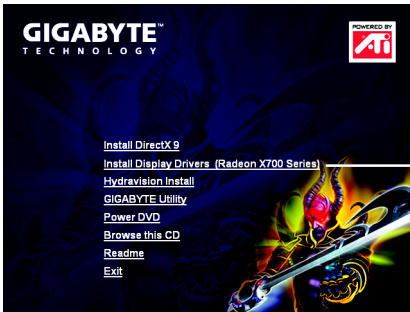 GIGABYTE™
TECHNOLOGY
POWERED BY
ATI
Install DirectX 9
Install Display Drivers (Radeon X700 Series)
Hydravision Install
GIGABYTE Utility
Power DVD
Browse this CD
Readme
Exit